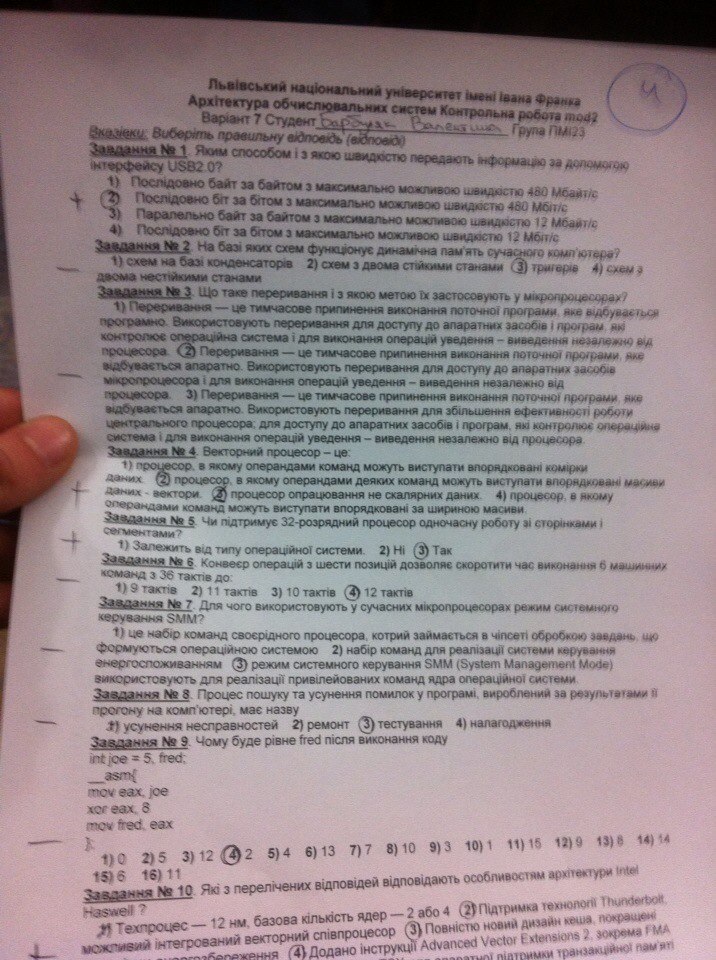 Львівський національний університет імені Івана Франка
Архітектура обчислювальних систем Контрольна робота mod2
Варіант 7 Студент Барбуляк Валентина Група ПМІ23
Вказівки: Виберіть правильну відповідь (відповіді)
Завдання № 1. Яким способом і з якою швидкістю передають інформацію за допомогою
інтерфейсу USB2.0?
1) Послідовно байт за байтом з максимально можливою швидкістю 480 Мбайт/с
+ 2) Послідовно біт за бітом з максимально можливою швидкістю 480 Мбіт/с
3) Паралельно байт за байтом з максимально можливою швидкістю 12 Мбайт/с
4) Послідовно біт за бітом з максимально можливою швидкістю 12 Мбіт/с
Завдання № 2. На базі яких схем функціонує динамічна пам'ять сучасного комп'ютера?
— 1) схем на базі конденсаторів 2) схем з двома стійкими станами 3) тригерів 4) схем з
двома нестійкими станами
Завдання № 3. Що таке переривання і з якою метою їх застосовують у мікропроцесорах?
1) Переривання — це тимчасове припинення виконання поточної програми, яке відбувається
програмно. Використовують переривання для доступу до апаратних засобів і програм, які
контролює операційна система і для виконання операцій уведення – виведення незалежно від
процесора. 2) Переривання — це тимчасове припинення виконання поточної програми, яке
відбувається апаратно. Використовують переривання для доступу до апаратних засобів
— мікропроцесора і для виконання операцій уведення – виведення незалежно від
процесора. 3) Переривання — це тимчасове припинення виконання поточної програми, яке
відбувається апаратно. Використовують переривання для збільшення ефективності роботи
центрального процесора; для доступу до апаратних засобів і програм, які контролює операційна
система і для виконання операцій уведення – виведення незалежно від процесора.
Завдання № 4. Векторний процесор – це:
1) процесор, в якому операндами команд можуть виступати впорядковані комірки
даних. 2) процесор, в якому операндами деяких команд можуть виступати впорядковані масиви
+ даних - вектори. 3) процесор опрацювання не скалярних даних. 4) процесор, в якому
операндами команд можуть виступати впорядковані за шириною масиви.
Завдання № 5. Чи підтримує 32-розрядний процесор одночасну роботу зі сторінками і
сегментами?
+ 1) Залежить від типу операційної системи. 2) Ні 3) Так
Завдання № 6. Конвеєр операцій з шести позицій дозволяє скоротити час виконання 6 машинних
— команд з 36 тактів до:
1) 9 тактів 2) 11 тактів 3) 10 тактів 4) 12 тактів
Завдання № 7. Для чого використовують у сучасних мікропроцесорах режим системного
керування SMM?
1) це набір команд своєрідного процесора, котрий займається в чіпсеті обробкою завдань, що
— формуються операційною системою 2) набір команд для реалізації системи керування
енергоспоживанням 3) режим системного керування SMM (System Management Mode)
використовують для реалізації привілейованих команд ядра операційної системи.
Завдання № 8. Процес пошуку та усунення помилок у програмі, вироблений за результатами її
прогону на комп'ютері, має назву
— 1) усунення несправностей 2) ремонт 3) тестування 4) налагодження
Завдання № 9. Чому буде рівне fred після виконання коду
int joe = 5, fred;
__asm{
mov eax, joe
xor eax, 8
mov fred, eax
};
— 1) 0 2) 5 3) 12 4) 2 5) 4 6) 13 7) 7 8) 10 9) 3 10) 1 11) 15 12) 9 13) 8 14) 14
15) 6 16) 11
Завдання № 10. Які з перелічених відповідей відповідають особливостям архітектури Intel
Haswell ?
1) Техпроцес — 12 нм, базова кількість ядер — 2 або 4 2) Підтримка технології Thunderbolt,
можливий інтегрований векторний співпроцесор 3) Повністю новий дизайн кеша, покращені
+ енергозбереження 4) Додано інструкції Advanced Vector Extensions 2, зокрема FMA
апаратної підтримки транзакційної пам'яті